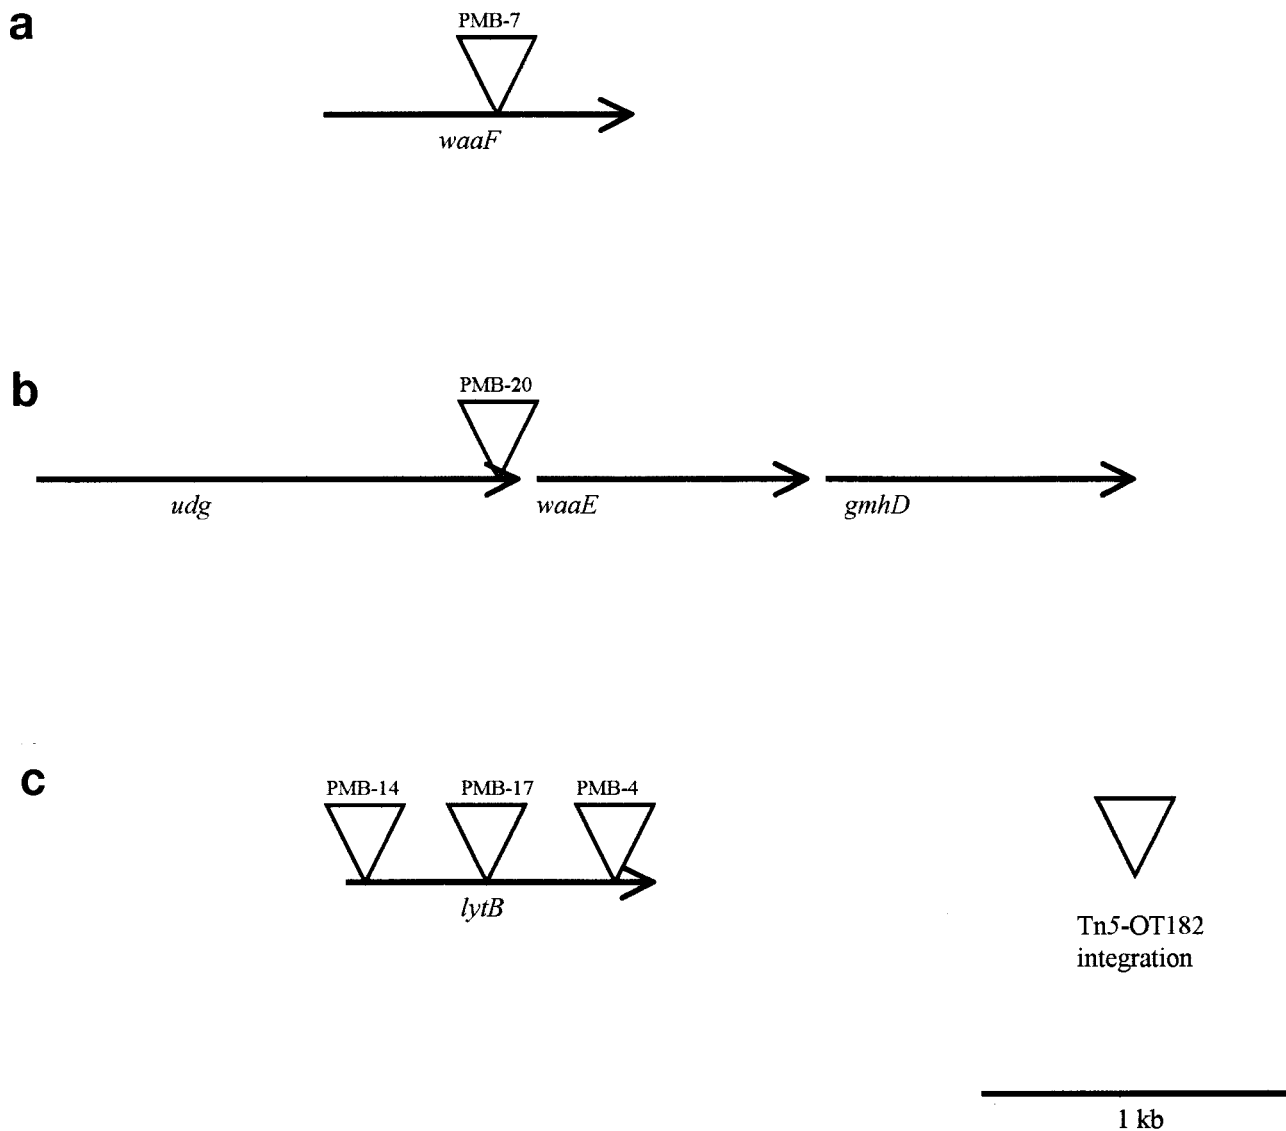 a
PMB-7
waaF
b
PMB-20
udg
waaE
gmhD
c
PMB-14
PMB-17
PMB-4
lytB
Tn5-OT182
integration
1 kb